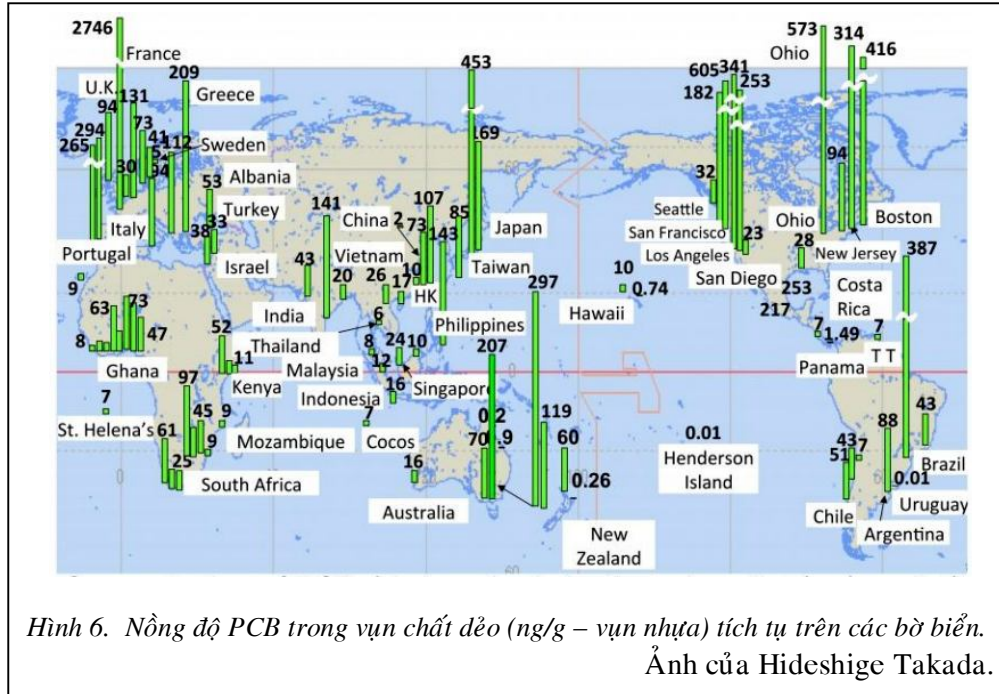 2746
France
209
U.K.
94
131
Greece
73
294
265
41
Sweden
5
112
94
30
Albania
53
Turkey
33
38
Italy
Portugal
Israel
9
453
169
141
China
107
2
73
143
85
Japan
Vietnam
Taiwan
43
20
26
17
10
HK
India
Thailand
6
Philippines
297
8
24
10
207
Malaysia
12
Singapore
Indonesia
16
63
73
8
47
Ghana
52
11
Kenya
97
7
45
9
St. Helena's
61
Mozambique
9
25
South Africa
7
Cocos
16
Australia
70
0.2
119
60
0.26
New
Zealand
10
0.74
Hawaii
0.01
Henderson
Island
605
341
182
253
32
Seattle
San Francisco
Los Angeles
23
San Diego
573
Ohio
314
416
94
Ohio
Boston
New Jersey
28
387
253
217
Costa
Rica
7
1.49
7
T T
Panama
88
43
43
51
7
Brazil
0.01
Uruguay
Chile
Argentina
0
0
60
Hình 6. Nồng độ PCB trong vụn chất dẻo (ng/g – vụn nhựa) tích tụ trên các bờ biển.
Ảnh của Hideshige Takada.